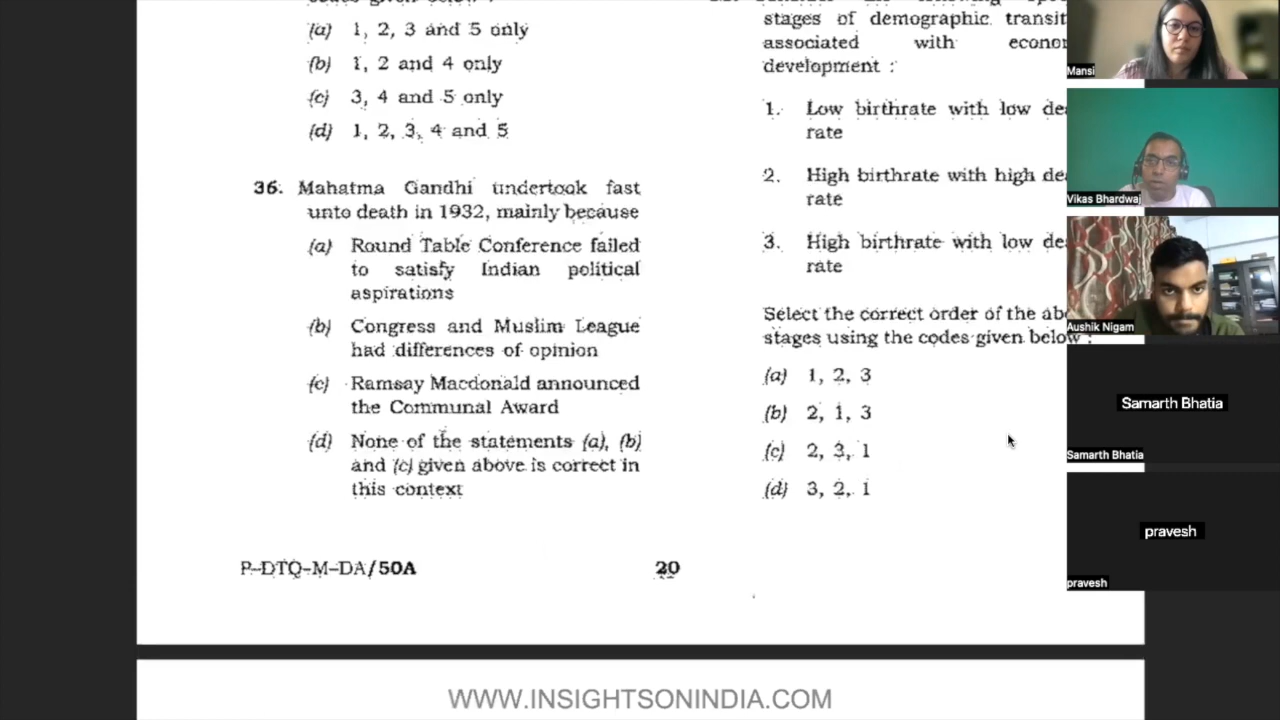 (a) 1, 2, 3 and 5 only
(b) 1, 2 and 4 only
(c) 3, 4 and 5 only
(d) 1, 2, 3, 4 and 5
36. Mahatma Gandhi undertook fast
unto death in 1932, mainly because
(a) Round Table Conference failed
to satisfy Indian political
aspirations
(b) Congress and Muslim League
had differences of opinion
(c) Ramsay Macdonald announced
the Communal Award
(d) None of the statements (a), (b)
and (c) given above is correct in
this context
P-DTQ-M-DA/50A
20
stages of demographic
associated with
development :
1. Low birthrate with low
rate
2. High birthrate with high
rate
3. High birthrate with low
rate
Select the correct order of the
stages using the codes given below :
(a) 1, 2, 3
(b) 2, 1, 3
(c) 2, 3, 1
(d) 3, 2, 1
WWW.INSIGHTSONINDIA.COM
Mansi
Vikas Bhardwaj
Aushik Nigam
Samarth Bhatia
Samarth Bhatia
pravesh
pravesh